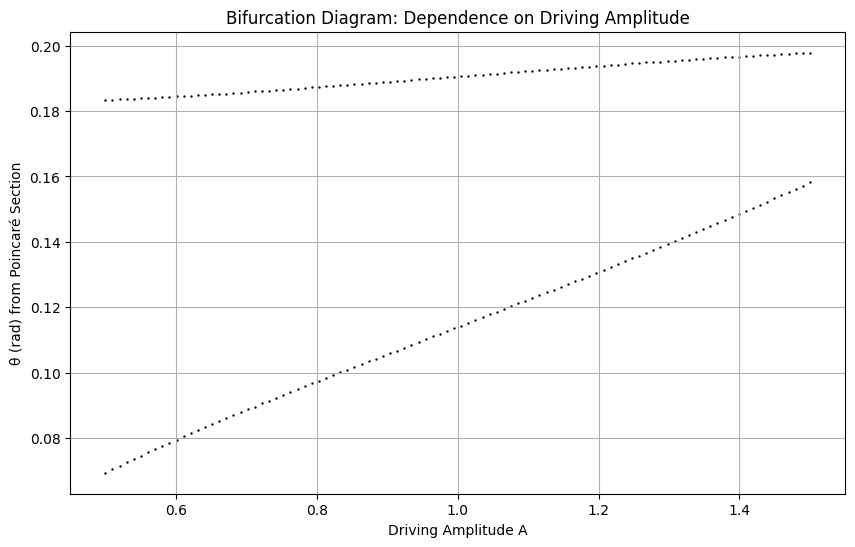 Bifurcation Diagram: Dependence on Driving Amplitude
θ (rad) from Poincaré Section
0.20
0.18
0.16
0.14
0.12
0.10
0.08
0.6 0.8 1.0 1.2 1.4
Driving Amplitude A